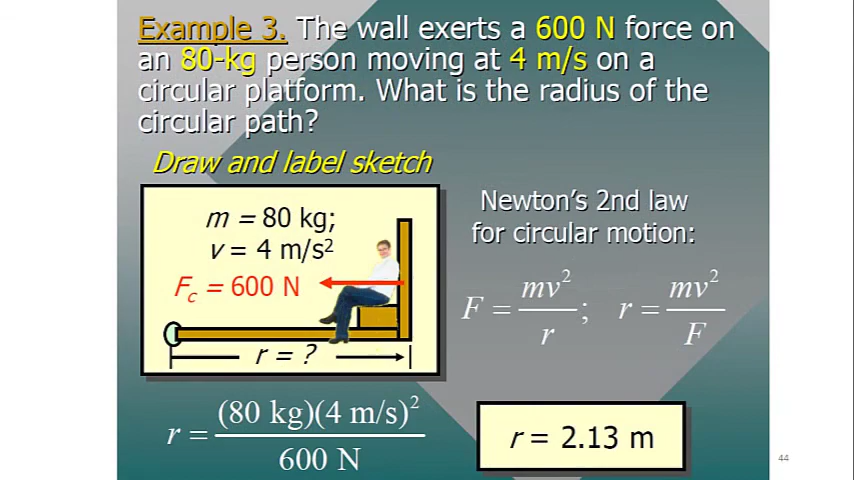 Example 3. The wall exerts a 600 N force on
an 80-kg person moving at 4 m/s on a
circular platform. What is the radius of the
circular path?
Draw and label sketch
m = 80 kg;
v = 4 m/s²
F_c = 600 N
r = ?
Newton's 2nd law
for circular motion:
F = mv²/r; r = mv²/F
r = (80 kg)(4 m/s)²/600 N
r = 2.13 m
44